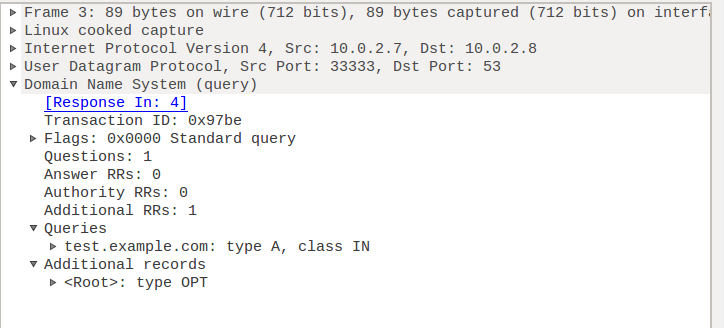 Frame 3: 89 bytes on wire (712 bits), 89 bytes captured (712 bits) on interfa
Linux cooked capture
Internet Protocol Version 4, Src: 10.0.2.7, Dst: 10.0.2.8
User Datagram Protocol, Src Port: 33333, Dst Port: 53
Domain Name System (query)
[Response In: 4]
Transaction ID: 0x97be
Flags: 0x0000 Standard query
Questions: 1
Answer RRs: 0
Authority RRs: 0
Additional RRs: 1
Queries
test.example.com: type A, class IN
Additional records
<Root>: type OPT